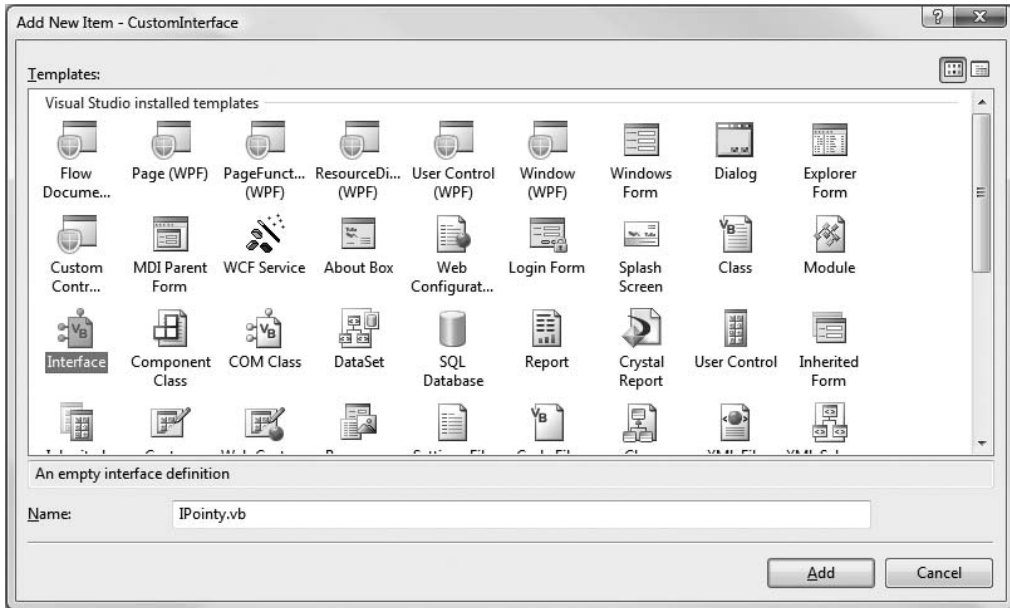 Add New Item - CustomInterface
Templates:
Visual Studio installed templates
Flow Docume...
Page (WPF)
PageFunct... (WPF)
ResourceDi... (WPF)
User Control (WPF)
Window (WPF)
Windows Form
Dialog
Explorer Form
Custom Contr...
MDI Parent Form
WCF Service
About Box
Web Configurat...
Login Form
Splash Screen
Class
Module
Interface
Component Class
COM Class
DataSet
SQL Database
Report
Crystal Report
User Control
Inherited Form
An empty interface definition
Name:
IPointy.vb
Add
Cancel